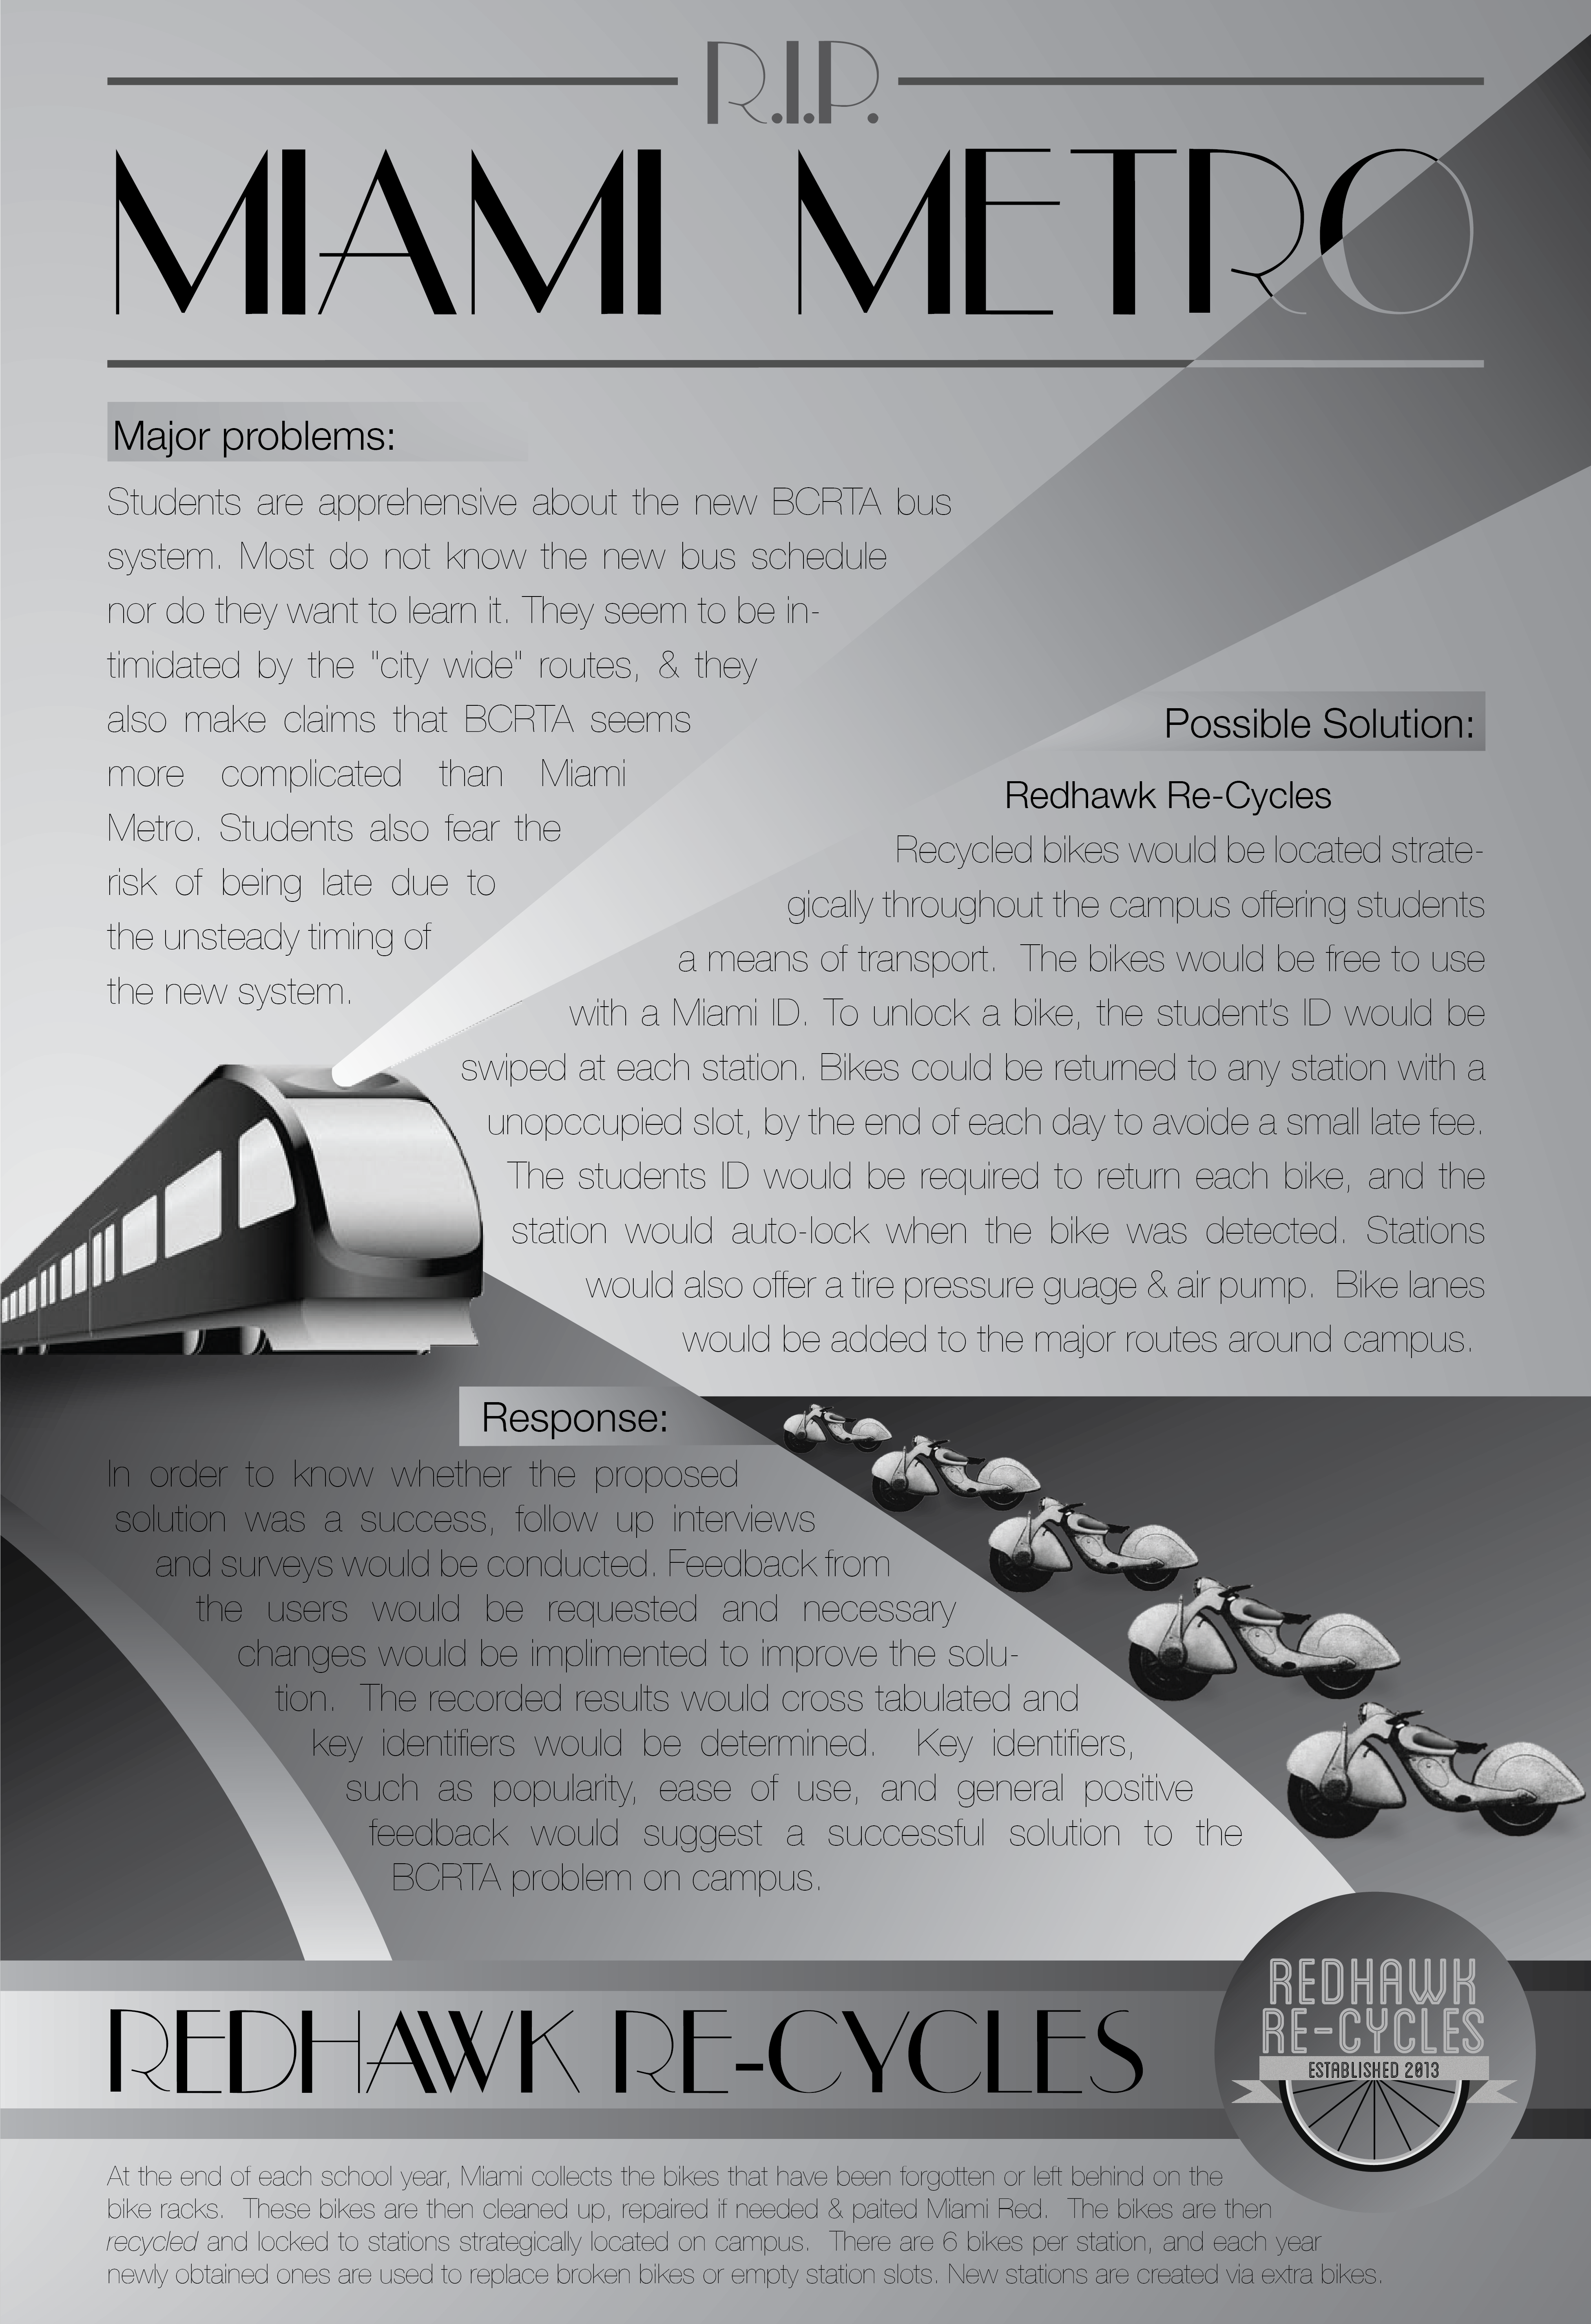 R.I.P.
MIAMI METRO
Major problems:
Students are apprehensive about the new BCRTA bus
system. Most do not know the new bus schedule
nor do they want to learn it. They seem to be in-
timidated by the "city wide" routes, & they
also make claims that BCRTA seems
more complicated than Miami
Metro. Students also fear the
risk of being late due to
the unsteady timing of
the new system.
Possible Solution:
Redhawk Re-Cycles
Recycled bikes would be located strate-
gically throughout the campus offering students
a means of transport. The bikes would be free to use
with a Miami ID. To unlock a bike, the student's ID would be
swiped at each station. Bikes could be returned to any station with a
unopccupied slot, by the end of each day to avoide a small late fee.
The students ID would be required to return each bike, and the
station would auto-lock when the bike was detected. Stations
would also offer a tire pressure guage & air pump. Bike lanes
would be added to the major routes around campus.
Response:
In order to know whether the proposed
solution was a success, follow up interviews
and surveys would be conducted. Feedback from
the users would be requested and necessary
changes would be implimented to improve the solu-
tion. The recorded results would cross tabulated and
key identifiers would be determined. Key identifiers,
such as popularity, ease of use, and general positive
feedback would suggest a successful solution to the
BCRTA problem on campus.
REDHAWK RE-CYCLES
REDHAWK
RE-CYCLES
ESTABLISHED 2013
At the end of each school year, Miami collects the bikes that have been forgotten or left behind on the
bike racks. These bikes are then cleaned up, repaired if needed & paited Miami Red. The bikes are then
recycled and locked to stations strategically located on campus. There are 6 bikes per station, and each year
newly obtained ones are used to replace broken bikes or empty station slots. New stations are created via extra bikes.